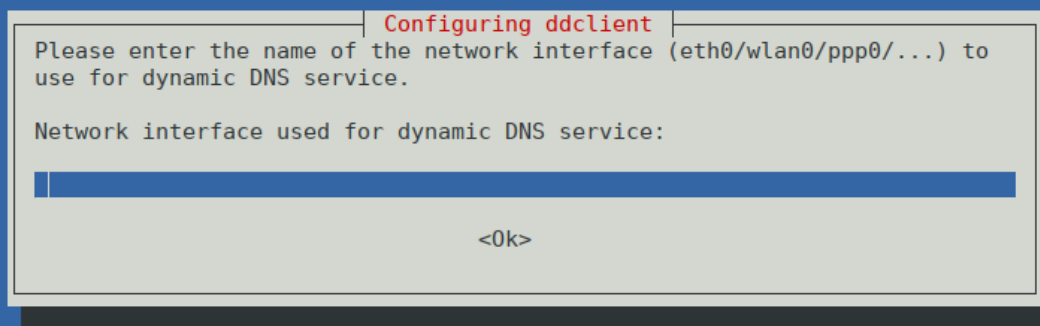 Configuring ddclient
Please enter the name of the network interface (eth0/wlan0/ppp0/...) to
use for dynamic DNS service.
Network interface used for dynamic DNS service:
<Ok>